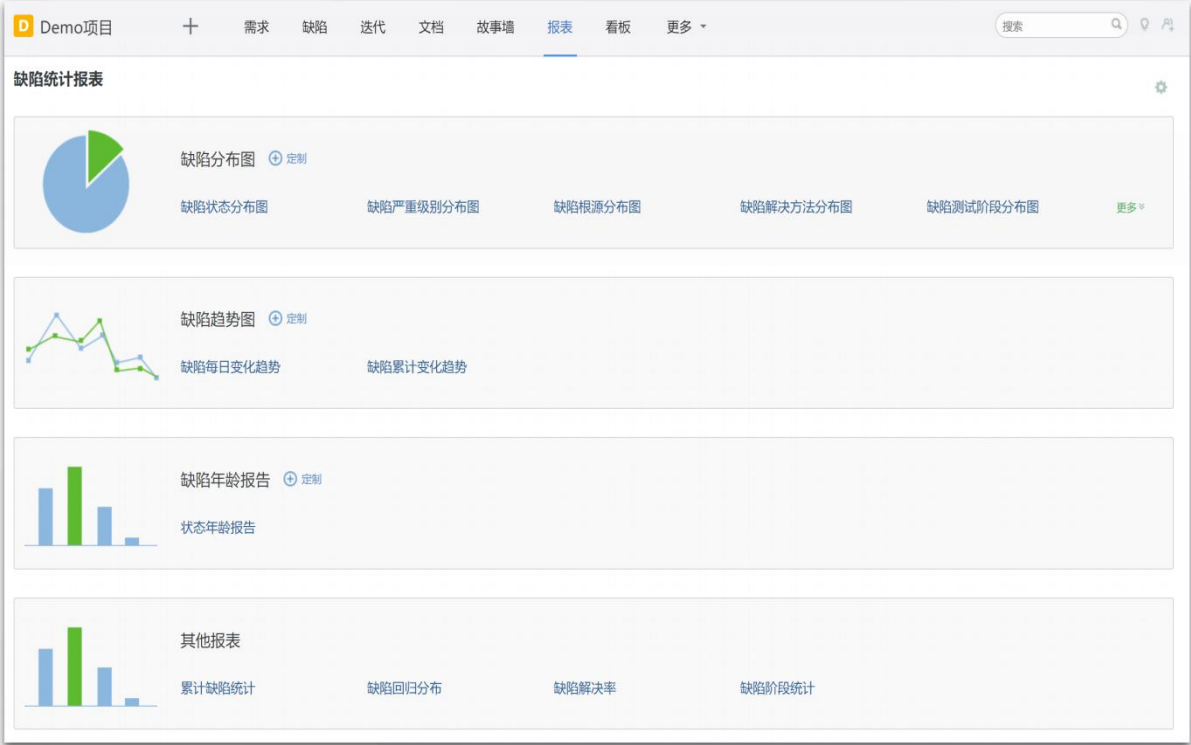 D Demo项目 需求 缺陷 迭代 文档 故事墙 报表 看板 更多 搜索
缺陷统计报表
缺陷分布图 定制
缺陷状态分布图 缺陷严重级别分布图 缺陷根源分布图 缺陷解决方法分布图 缺陷测试阶段分布图 更多
缺陷趋势图 定制
缺陷每日变化趋势 缺陷累计变化趋势
缺陷年龄报告 定制
状态年龄报告
其他报表
累计缺陷统计 缺陷回归分布 缺陷解决率 缺陷阶段统计